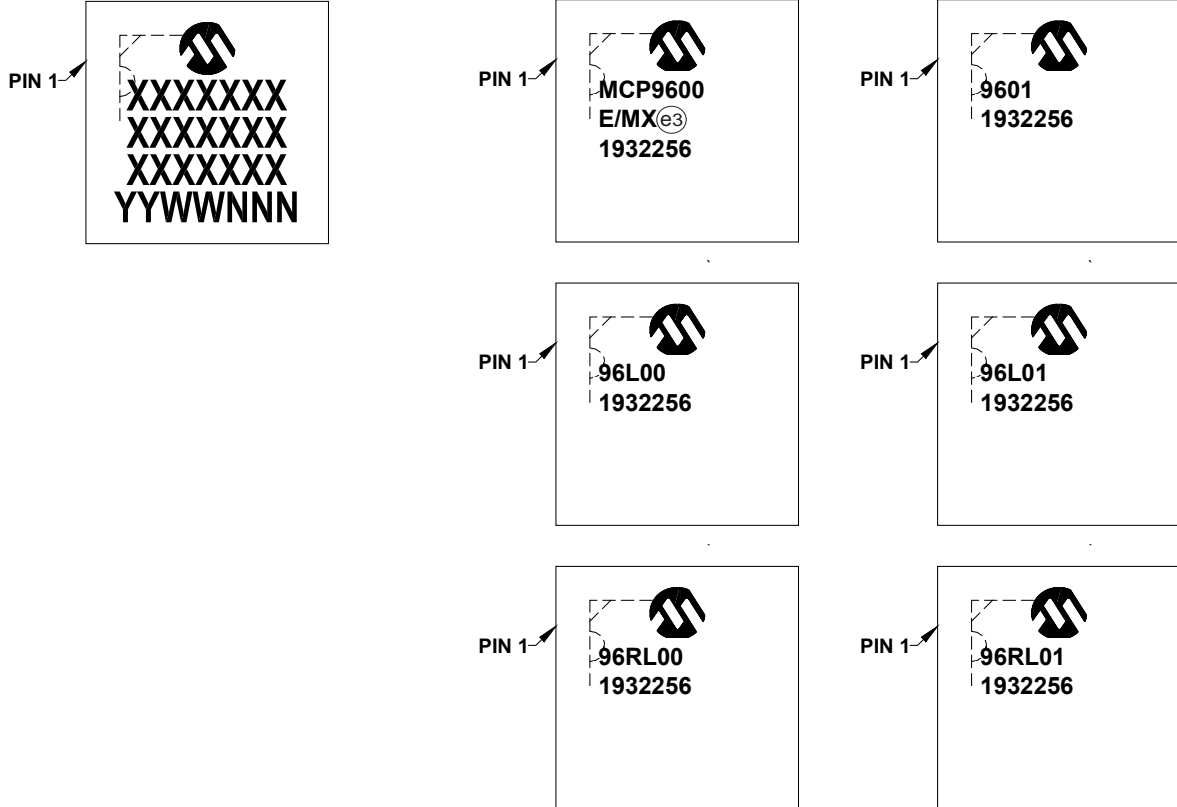 PIN 1
XXXXXXX
XXXXXXX
XXXXXXX
YYWWNNN
PIN 1
MCP9600
E/MX e3
1932256
PIN 1
9601
1932256
PIN 1
96L00
1932256
PIN 1
96L01
1932256
PIN 1
96RL00
1932256
PIN 1
96RL01
1932256